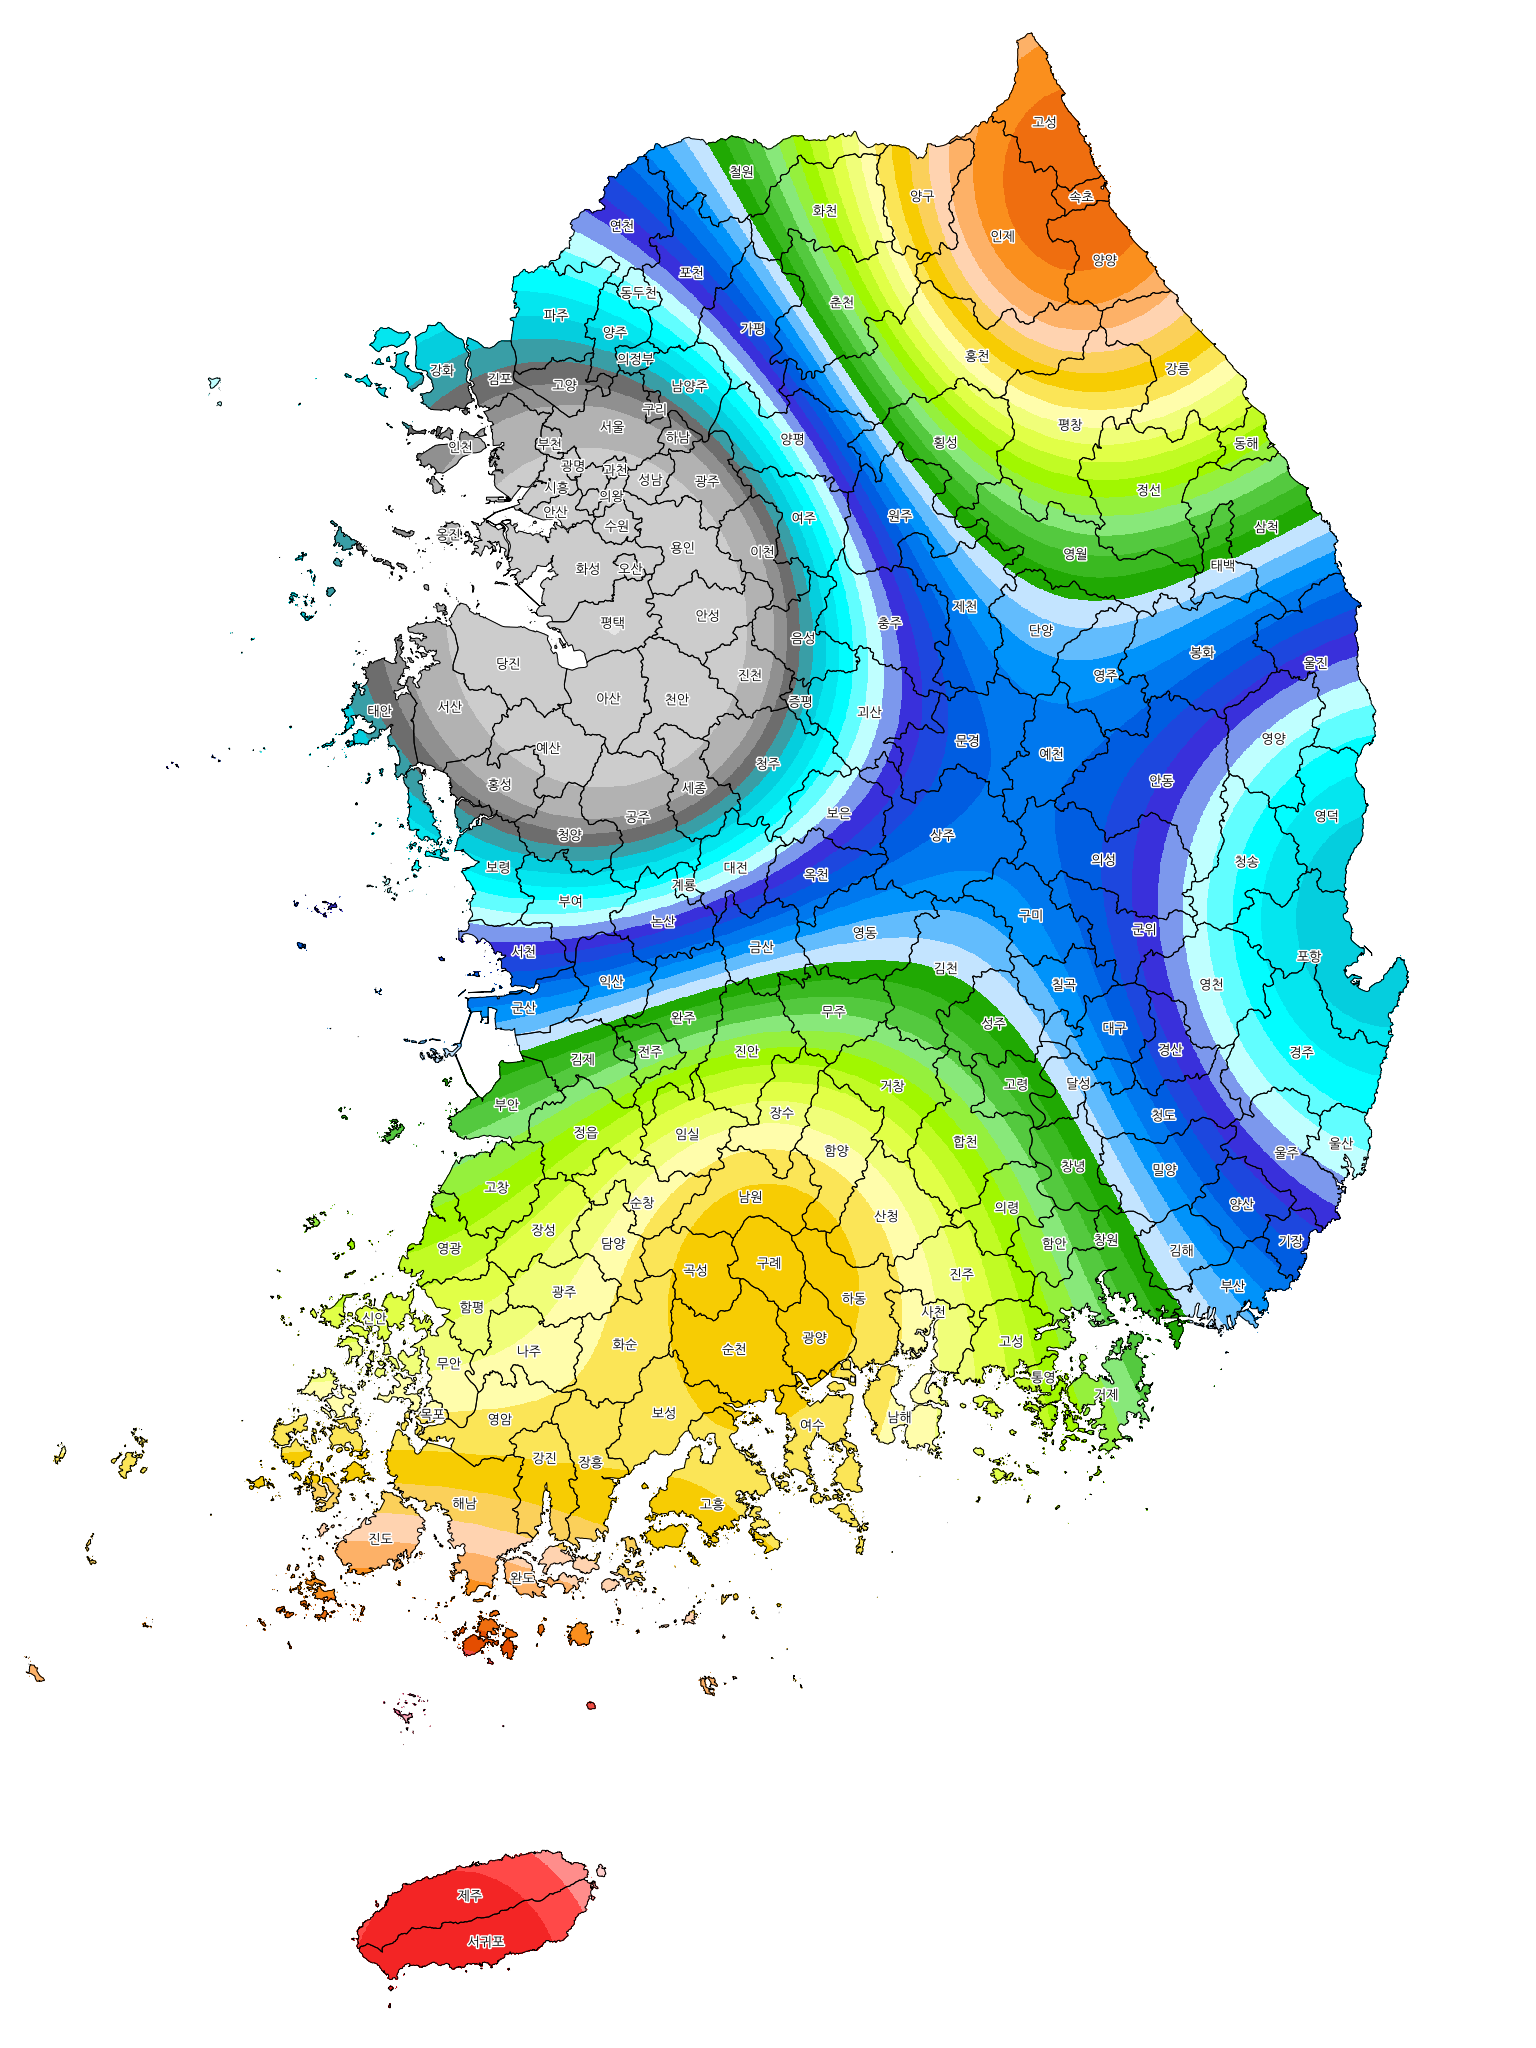 고성
철원
양구
속초
화천
연천
인제
양양
포천
동두천
춘천
파주
가평
양주
홍천
의정부
강릉
강화
김포
고양
남양주
구리
평창
서울
하남
양평
횡성
동해
인천
부천
광명
과천
성남
광주
시흥
의왕
정선
안산
여주
원주
수원
삼척
옹진
용인
이천
영월
태백
화성
오산
제천
평택
안성
충주
단양
음성
봉화
당진
울진
진천
영주
서산
아산
천안
증평
태안
괴산
영양
문경
예산
예천
청주
안동
홍성
세종
보은
공주
영덕
청양
상주
의성
청송
보령
대전
옥천
계룡
부여
구미
논산
군위
영동
서천
금산
포항
김천
익산
칠곡
영천
군산
무주
완주
성주
대구
전주
진안
경산
경주
김제
거창
고령
달성
부안
장수
청도
정읍
임실
합천
울산
함양
울주
창녕
밀양
고창
남원
순창
양산
의령
산청
장성
담양
함안
창원
기장
영광
김해
구례
곡성
진주
부산
광주
하동
함평
사천
신안
광양
고성
화순
순천
나주
무안
통영
거제
목포
보성
남해
영암
여수
강진
장흥
해남
고흥
진도
완도
제주
서귀포